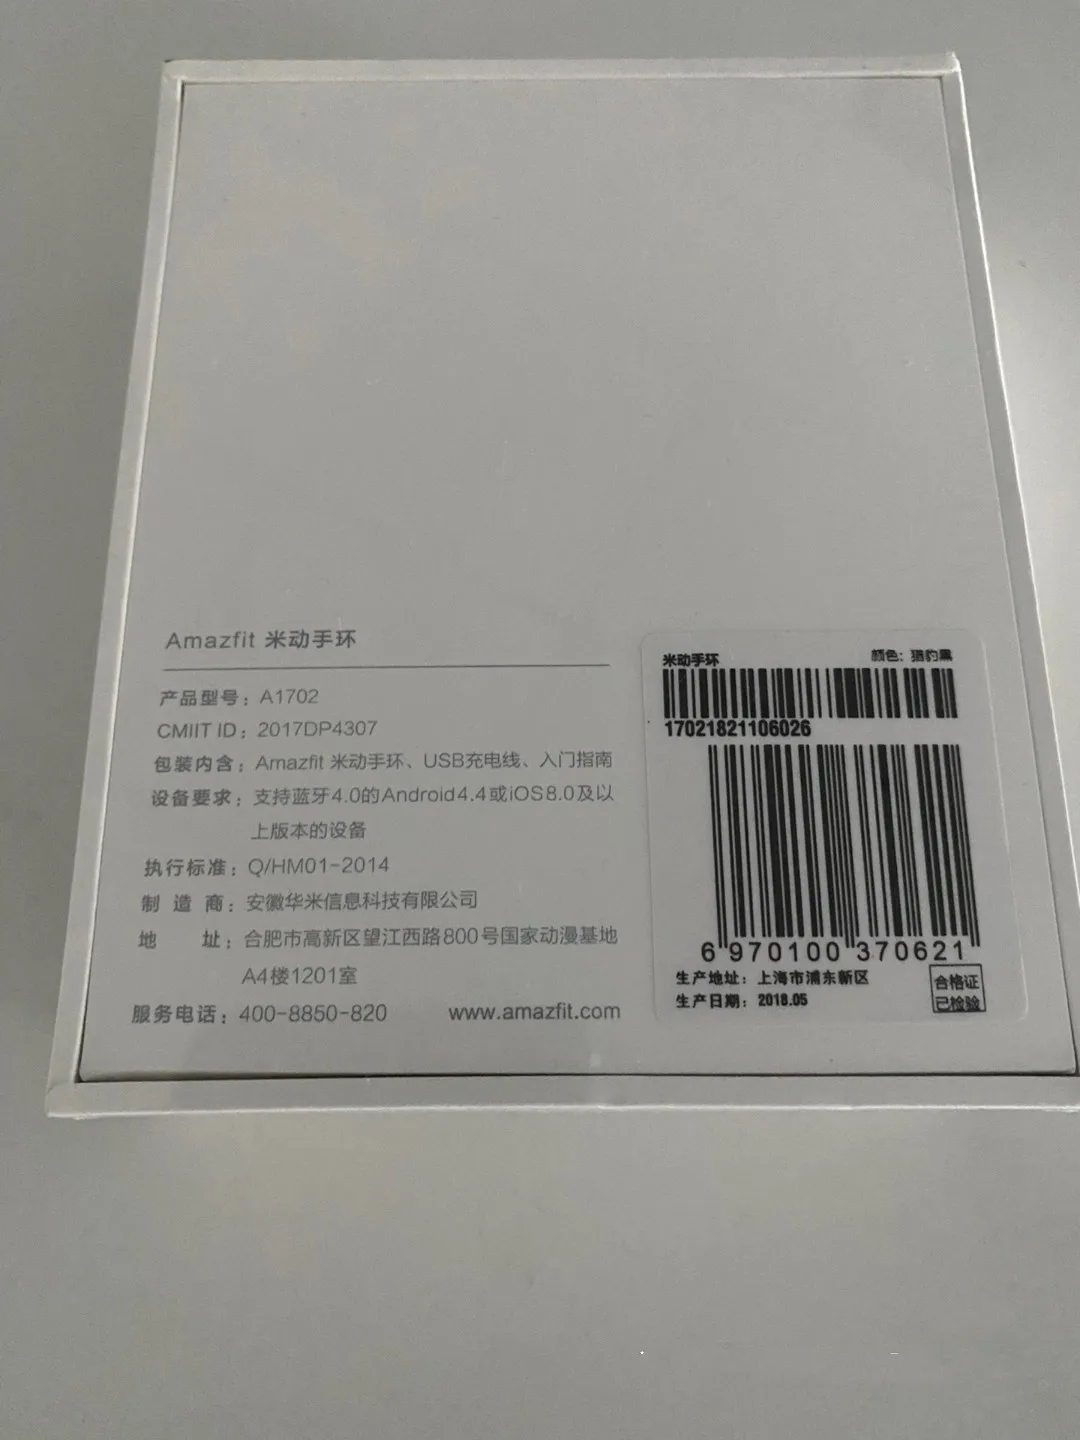 Amazfit 米动手环
产品型号：A1702
CMIIT ID：2017DP4307
包装内含：Amazfit 米动手环、USB充电线、入门指南
设备要求：支持蓝牙4.0的Android4.4或iOS8.0及以
上版本的设备
执行标准：Q/HM01-2014
制 造 商：安徽华米信息科技有限公司
地 址：合肥市高新区望江西路800号国家动漫基地
A4楼1201室
服务电话：400-8850-820 www.amazfit.com
米动手环 颜色：猎豹黑
17021821106026
6 970100 370621
生产地址：上海市浦东新区
生产日期：2018.05
合格证
已检验